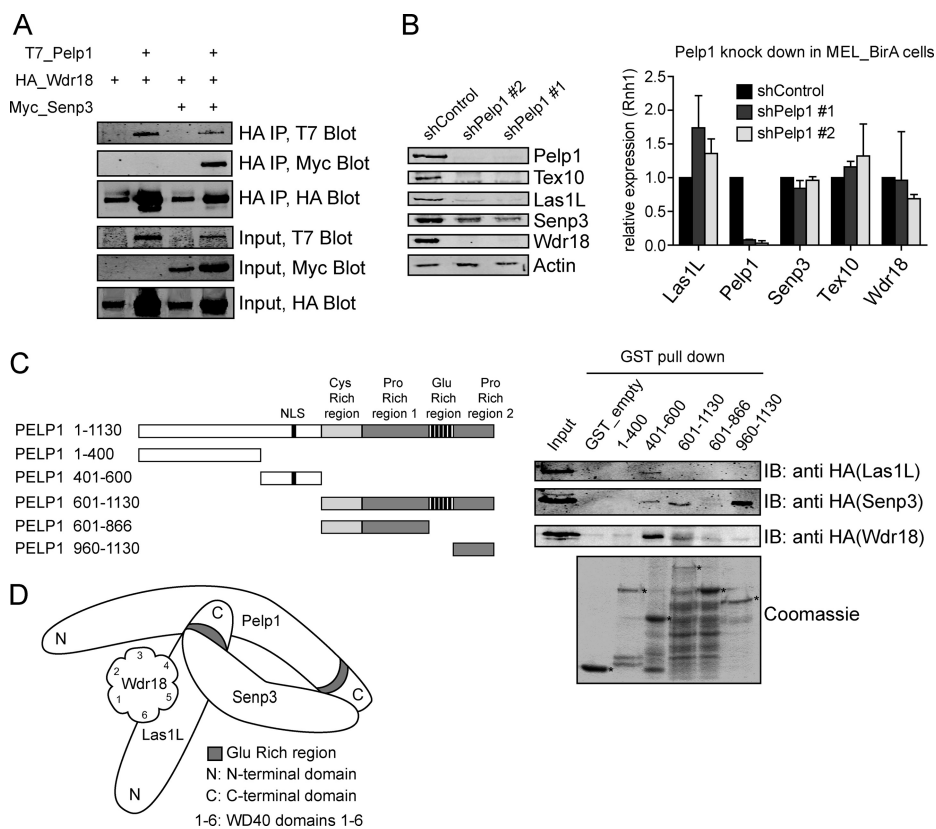 A
T7_Pelp1 + +
HA_Wdr18 + + + +
Myc_Senp3 + +
HA IP, T7 Blot
HA IP, Myc Blot
HA IP, HA Blot
Input, T7 Blot
Input, Myc Blot
Input, HA Blot
B
shControl
shPelp1 #2
shPelp1 #1
Pelp1
Tex10
Las1L
Senp3
Wdr18
Actin
Pelp1 knock down in MEL_BirA cells
relative expression (Rnh1)
2.5
2.0
1.5
1.0
0.5
0.0
shControl
shPelp1 #1
shPelp1 #2
Las1L
Pelp1
Senp3
Tex10
Wdr18
C
NLS
Cys Rich region
Pro Rich region 1
Glu Rich region
Pro Rich region 2
PELP1 1-1130
PELP1 1-400
PELP1 401-600
401-600
PELP1 601-1130
PELP1 601-866
PELP1 960-1130
GST pull down
Input
GST_empty
1-400
401-600
601-1130
601-866
960-1130
IB: anti HA(Las1L)
IB: anti HA(Senp3)
IB: anti HA(Wdr18)
* * * * * *
Coomassie
D
N
C
Pelp1
3
2 4
Wdr18
1 5
6
Senp3
C
Las1L
N
Glu Rich region
N: N-terminal domain
C: C-terminal domain
1-6: WD40 domains 1-6